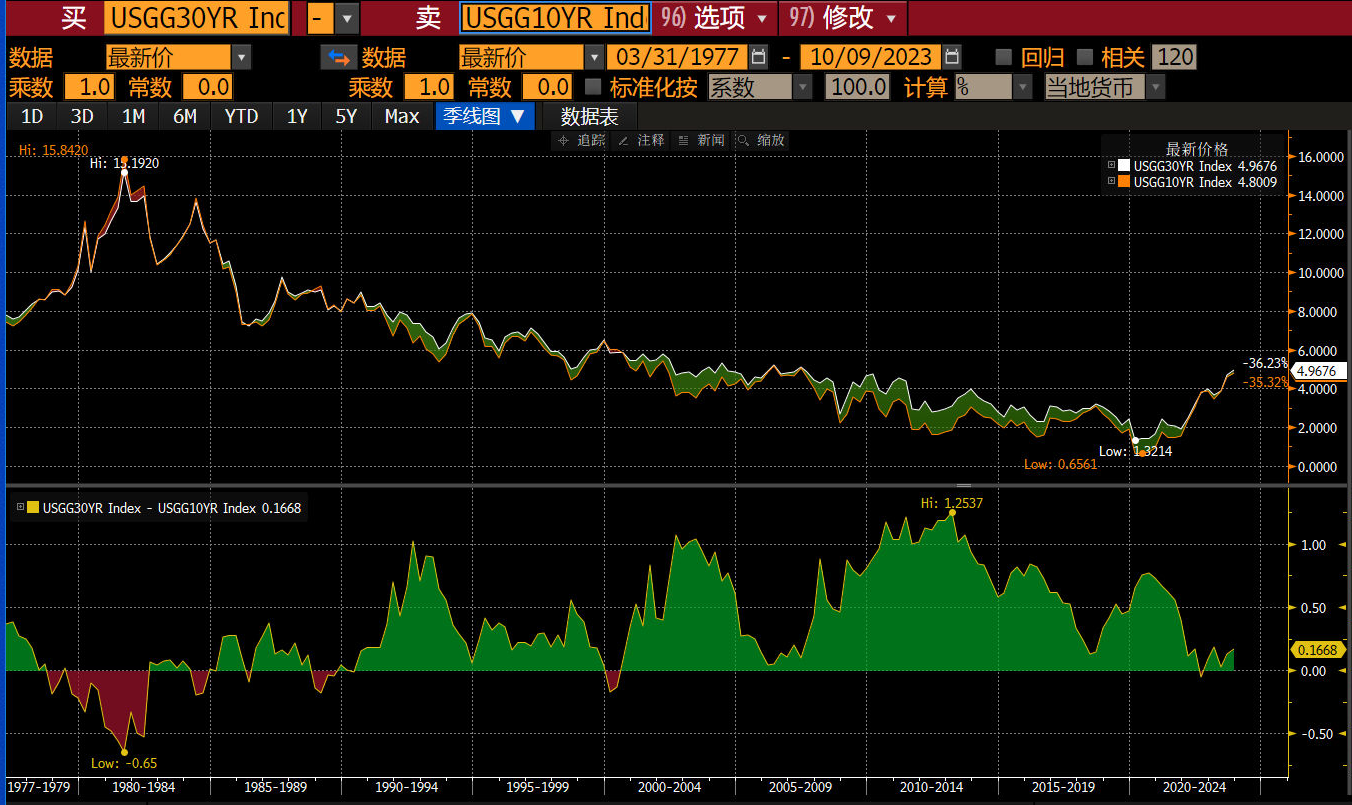 买 USGG30YR Inc - 卖 USGG10YR Ind 96) 选项 97) 修改
数据 最新价 数据 最新价 03/31/1977 - 10/09/2023 回归 相关 120
乘数 1.0 常数 0.0 乘数 1.0 常数 0.0 标准化按 系数 100.0 计算 % 当地货币
1D 3D 1M 6M YTD 1Y 5Y Max 季线图 ▼ 数据表
追踪 注释 新闻 缩放
Hi: 15.8420
Hi: 15.1920
最新价格
USGG30YR Index 4.9676
USGG10YR Index 4.8009
16.0000
14.0000
12.0000
10.0000
8.0000
6.0000
-36.23%
4.9676
-35.32%
4.0000
2.0000
Low: 1.3214
Low: 0.6561
0.0000
USGG30YR Index - USGG10YR Index 0.1668
Hi: 1.2537
1.00
0.50
0.1668
0.00
-0.50
Low: -0.65
1977-1979 1980-1984 1985-1989 1990-1994 1995-1999 2000-2004 2005-2009 2010-2014 2015-2019 2020-2024